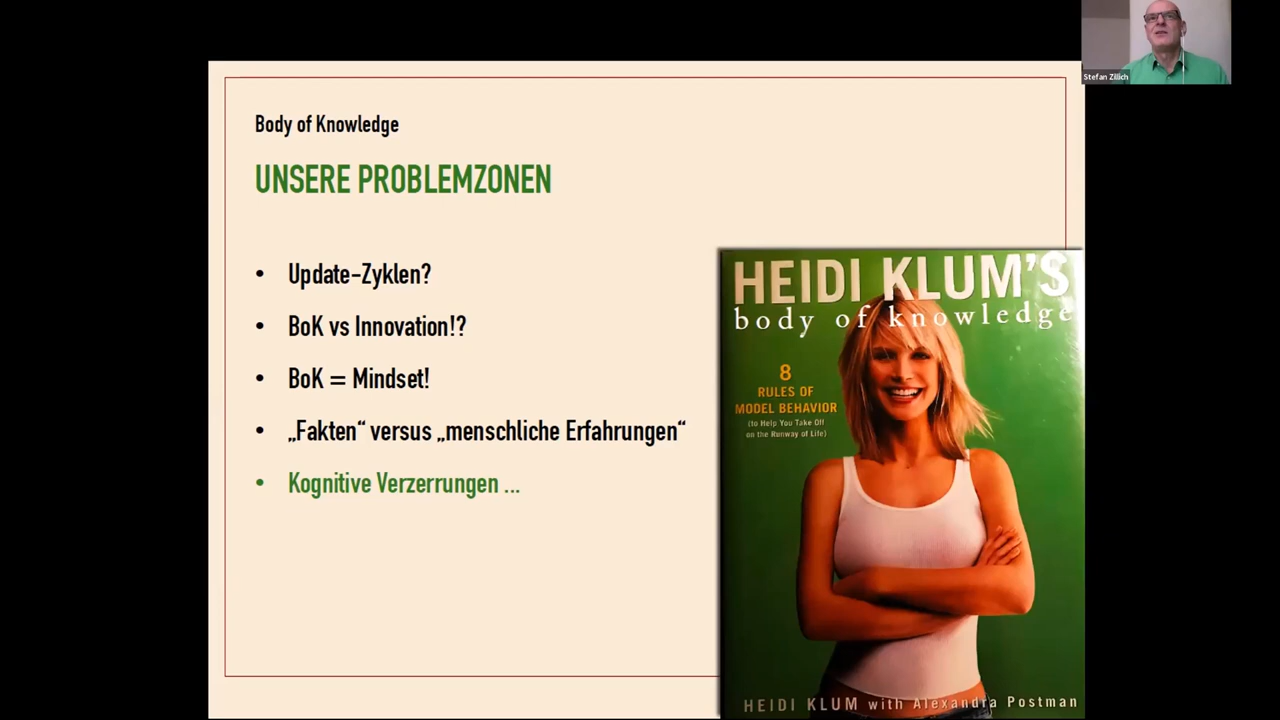 Stefan Zillich
Body of Knowledge
UNSERE PROBLEMZONEN
• Update-Zyklen?
• BoK vs Innovation!?
• BoK = Mindset!
• „Fakten“ versus „menschliche Erfahrungen“
• Kognitive Verzerrungen ...
HEIDI KLUM'S
body of knowledge
8
RULES OF
MODEL BEHAVIOR
(to Help You Take Off
on the Runway of Life)
HEIDI KLUM with Alexandra Postman